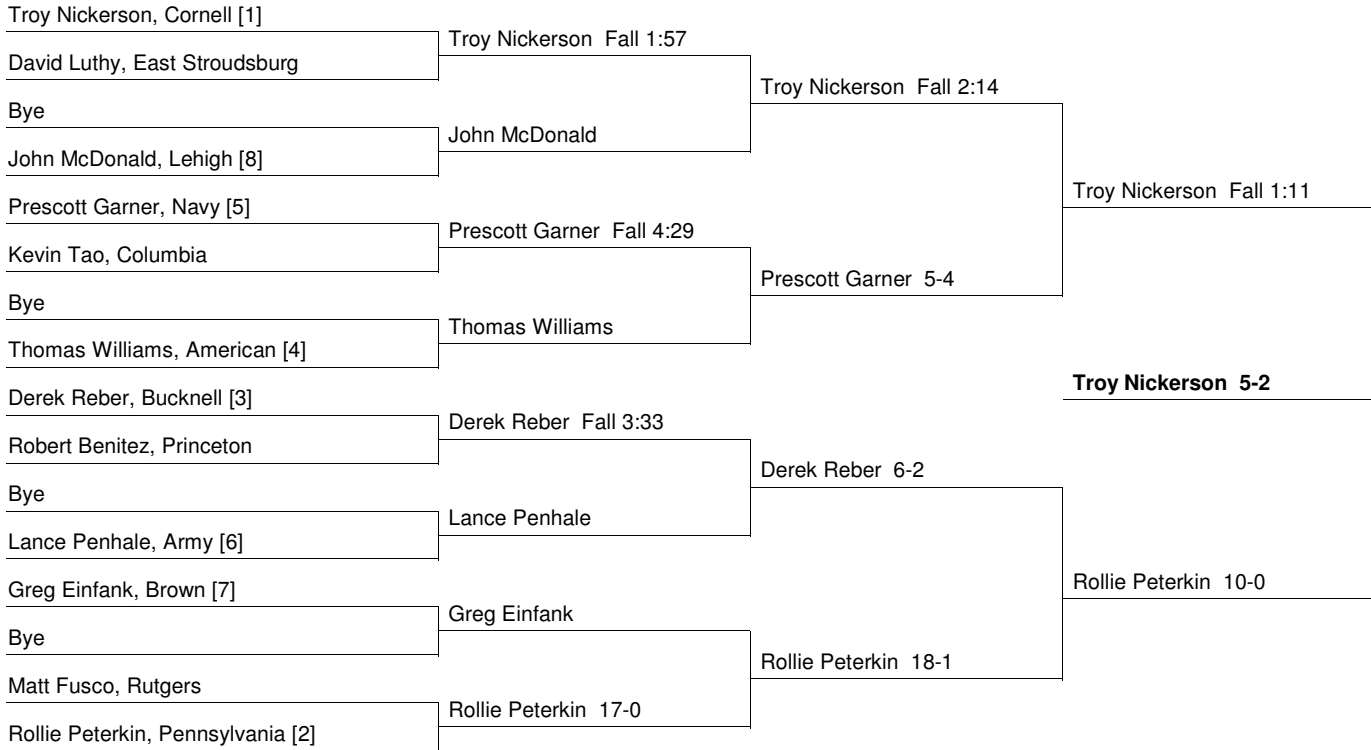 Troy Nickerson, Cornell [1]
David Luthy, East Stroudsburg
Bye
John McDonald, Lehigh [8]
Prescott Garner, Navy [5]
Kevin Tao, Columbia
Bye
Thomas Williams, American [4]
Derek Reber, Bucknell [3]
Robert Benitez, Princeton
Bye
Lance Penhale, Army [6]
Greg Einfank, Brown [7]
Bye
Matt Fusco, Rutgers
Rollie Peterkin, Pennsylvania [2]
Troy Nickerson Fall 1:57
John McDonald
Prescott Garner Fall 4:29
Thomas Williams
Derek Reber Fall 3:33
Lance Penhale
Greg Einfank
Rollie Peterkin 17-0
Troy Nickerson Fall 2:14
Prescott Garner 5-4
Derek Reber 6-2
Rollie Peterkin 18-1
Troy Nickerson Fall 1:11
Rollie Peterkin 10-0
Troy Nickerson 5-2